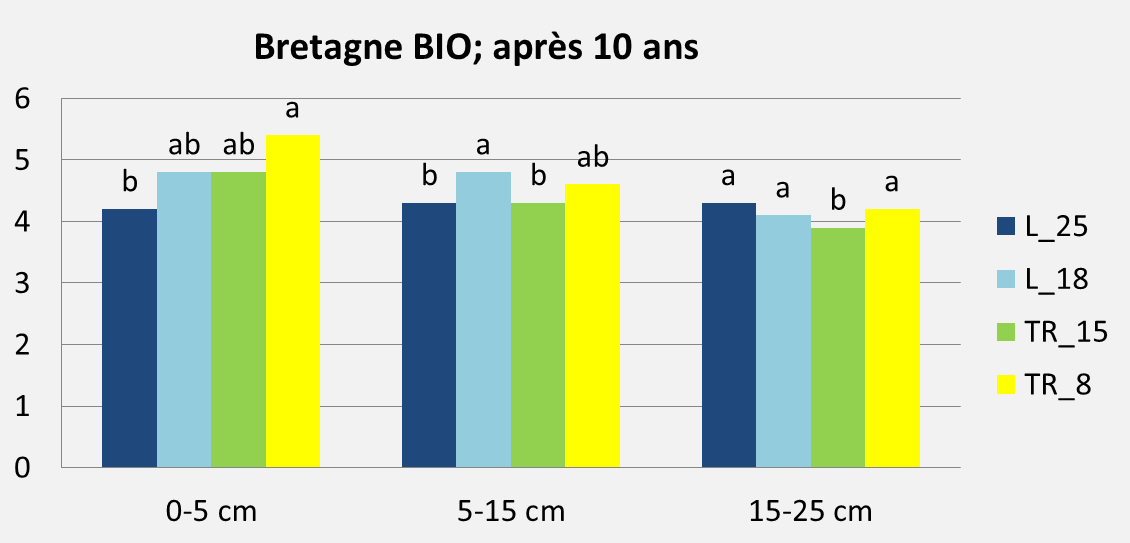 Bretagne BIO; après 10 ans
6
5
4
3
2
1
0
b
ab
ab
a
b
a
b
ab
a
a
b
a
0-5 cm
5-15 cm
15-25 cm
L_25
L_18
TR_15
TR_8